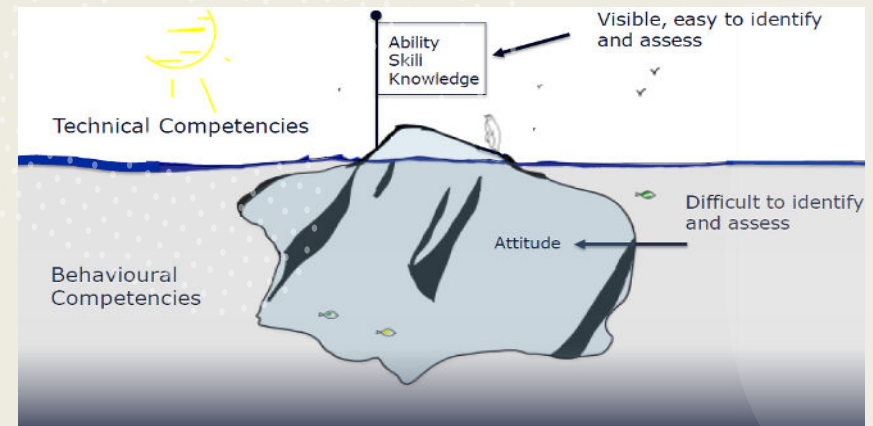 Visible, easy to identify
and assess
Ability
Skill
Knowledge
Technical Competencies
Difficult to identify
and assess
Attitude
Behavioural
Competencies